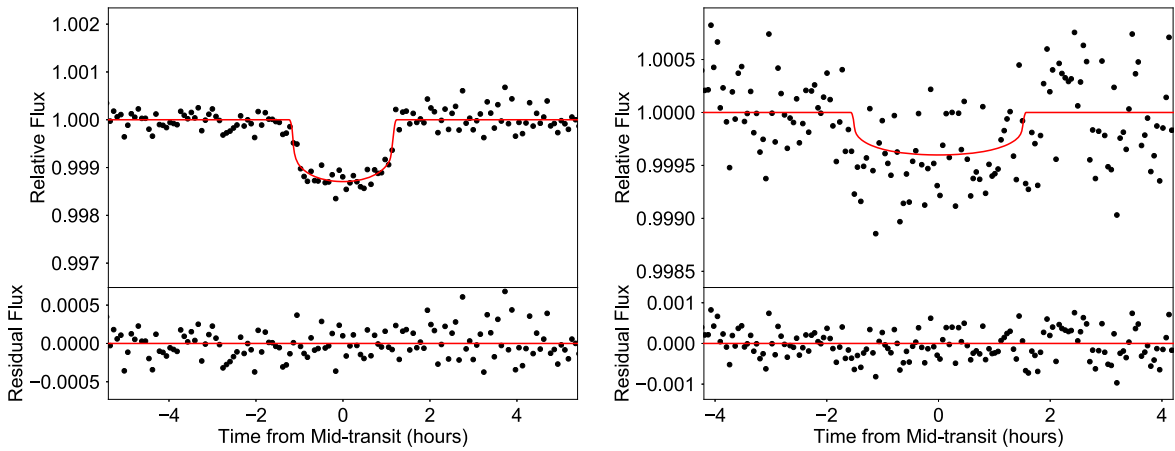 1.002
1.001
1.000
0.999
0.998
0.997
Relative Flux
0.0005
0.0000
−0.0005
Residual Flux
−4 −2 0 2 4
Time from Mid-transit (hours)
1.0005
1.0000
0.9995
0.9990
0.9985
Relative Flux
0.001
0.000
−0.001
Residual Flux
−4 −2 0 2 4
Time from Mid-transit (hours)